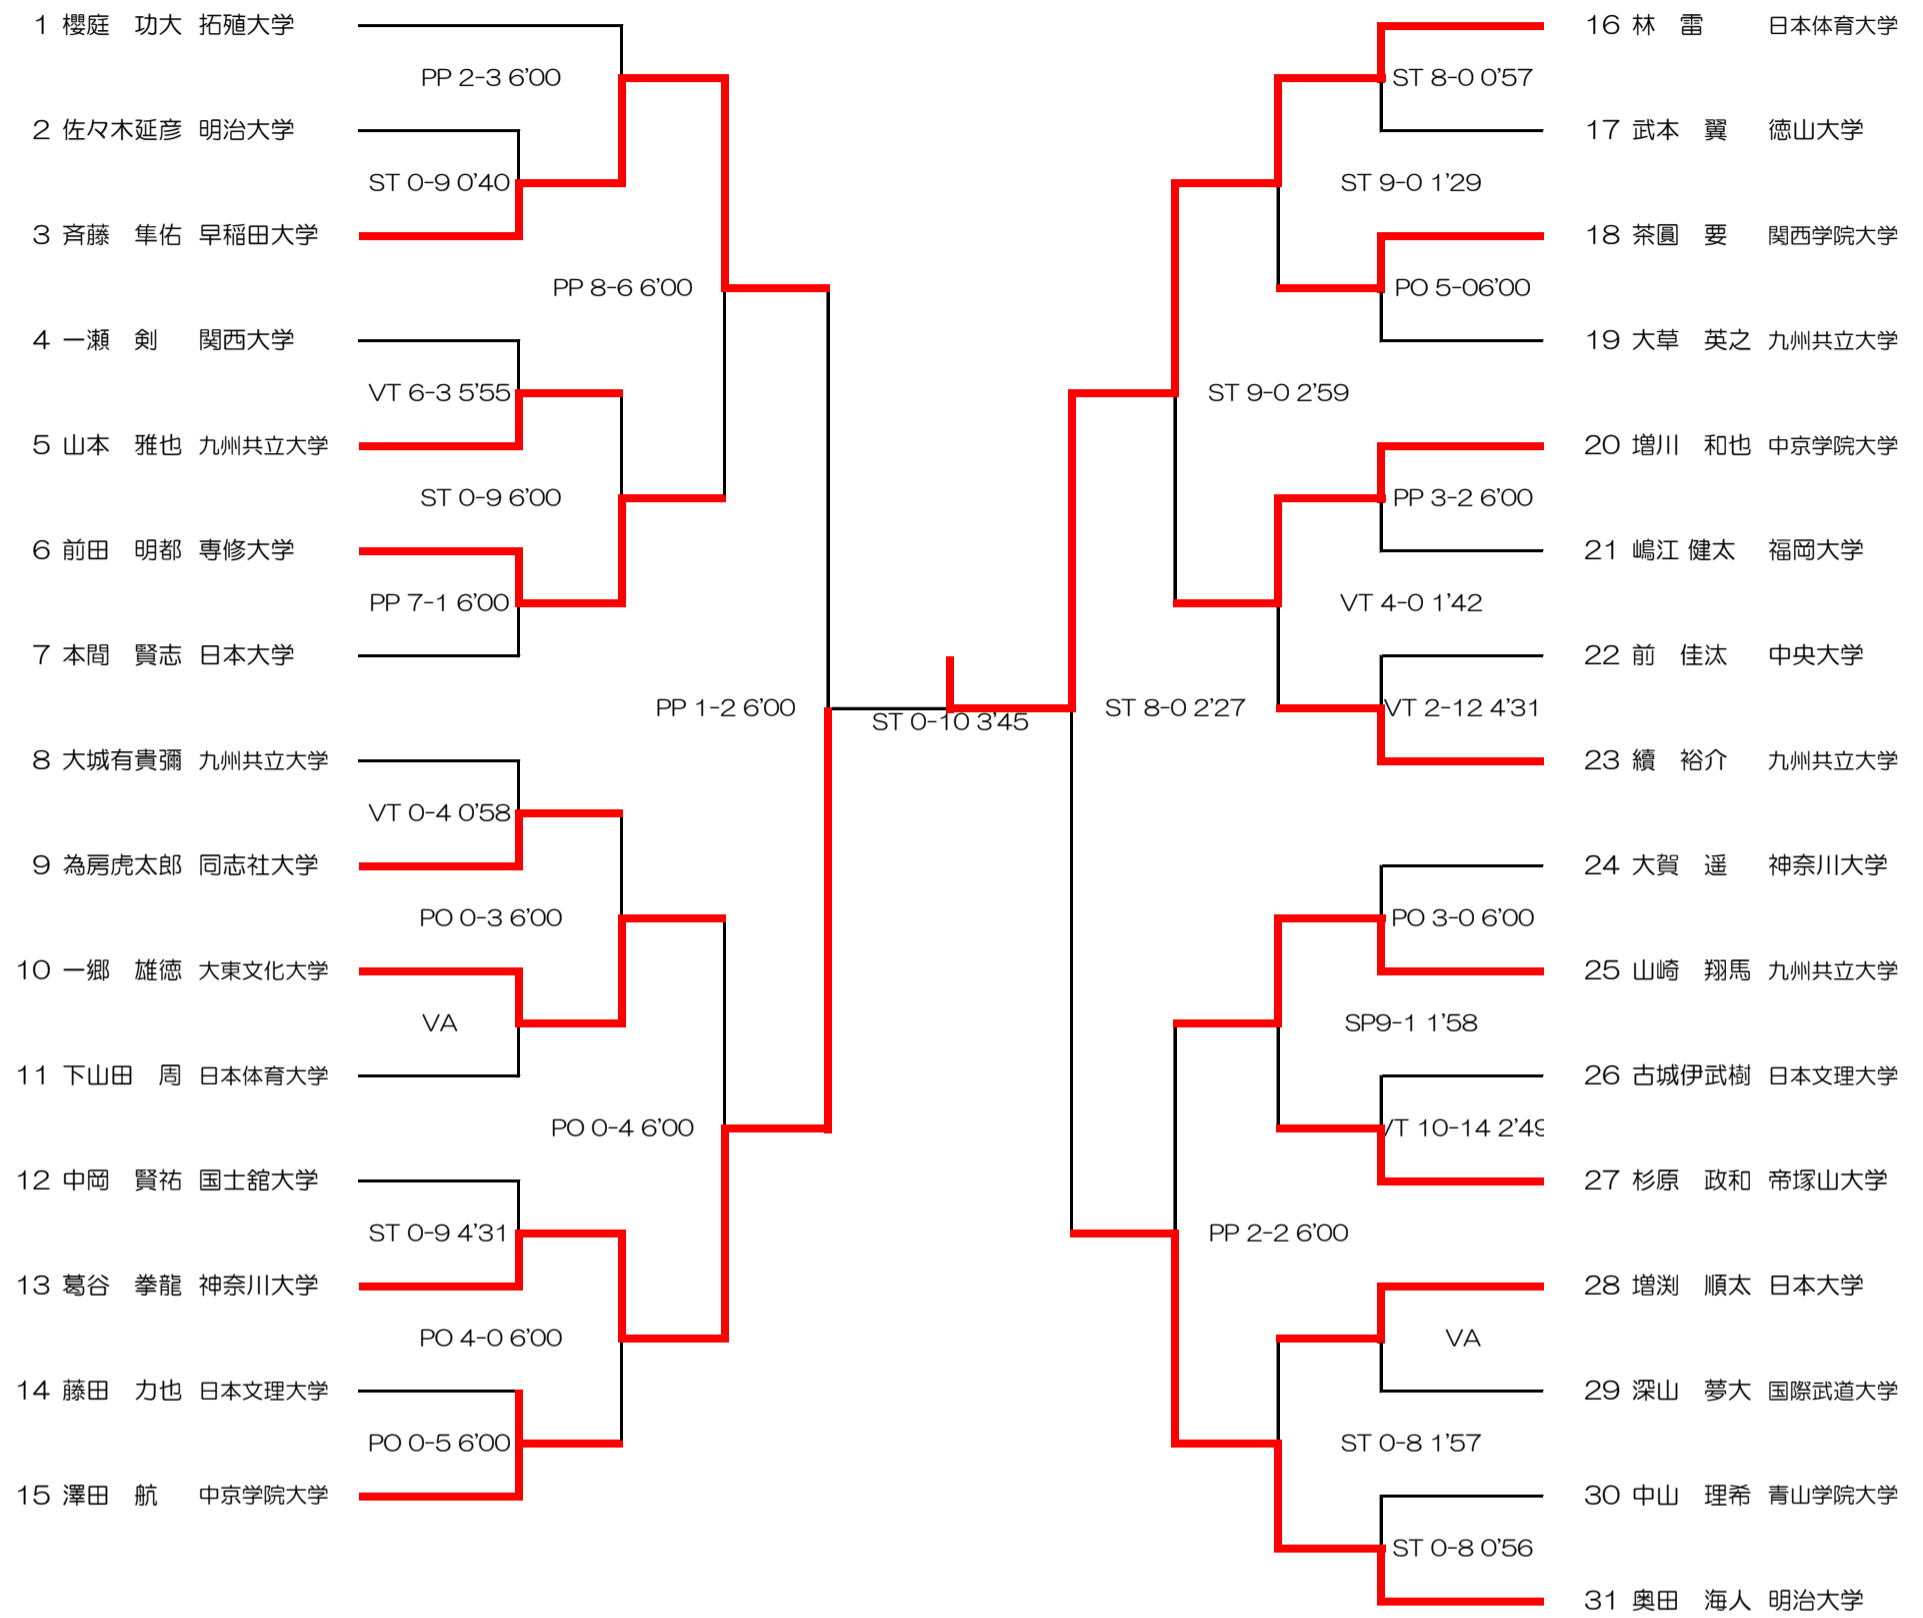 1 櫻庭　功大 拓殖大学
PP 2-3 6'00
2 佐々木延彦 明治大学
ST 0-9 0'40
3 斉藤　隼佑 早稲田大学
PP 8-6 6'00
4 一瀬　剣 関西大学
VT 6-3 5'55
5 山本　雅也 九州共立大学
ST 0-9 6'00
6 前田　明都 専修大学
PP 7-1 6'00
7 本間　賢志 日本大学
PP 1-2 6'00
8 大城有貴彌 九州共立大学
VT 0-4 0'58
9 為房虎太郎 同志社大学
PO 0-3 6'00
10 一郷　雄徳 大東文化大学
VA
11 下山田　周 日本体育大学
PO 0-4 6'00
12 中岡　賢祐 国士舘大学
ST 0-9 4'31
13 葛谷　拳龍 神奈川大学
PO 4-0 6'00
14 藤田　力也 日本文理大学
PO 0-5 6'00
15 澤田　航 中京学院大学
ST 0-10 3'45
16 林　雷 日本体育大学
ST 8-0 0'57
17 武本　翼 徳山大学
ST 9-0 1'29
18 茶圓　要 関西学院大学
PO 5-06'00
19 大草　英之 九州共立大学
ST 9-0 2'59
20 増川　和也 中京学院大学
PP 3-2 6'00
21 嶋江 健太 福岡大学
VT 4-0 1'42
22 前　佳汰 中央大学
VT 2-12 4'31
23 續　裕介 九州共立大学
ST 8-0 2'27
24 大賀　遥 神奈川大学
PO 3-0 6'00
25 山崎　翔馬 九州共立大学
SP9-1 1'58
26 古城伊武樹 日本文理大学
VT 10-14 2'49
27 杉原　政和 帝塚山大学
PP 2-2 6'00
28 増渕　順太 日本大学
VA
29 深山　夢大 国際武道大学
ST 0-8 1'57
30 中山　理希 青山学院大学
ST 0-8 0'56
31 奥田　海人 明治大学